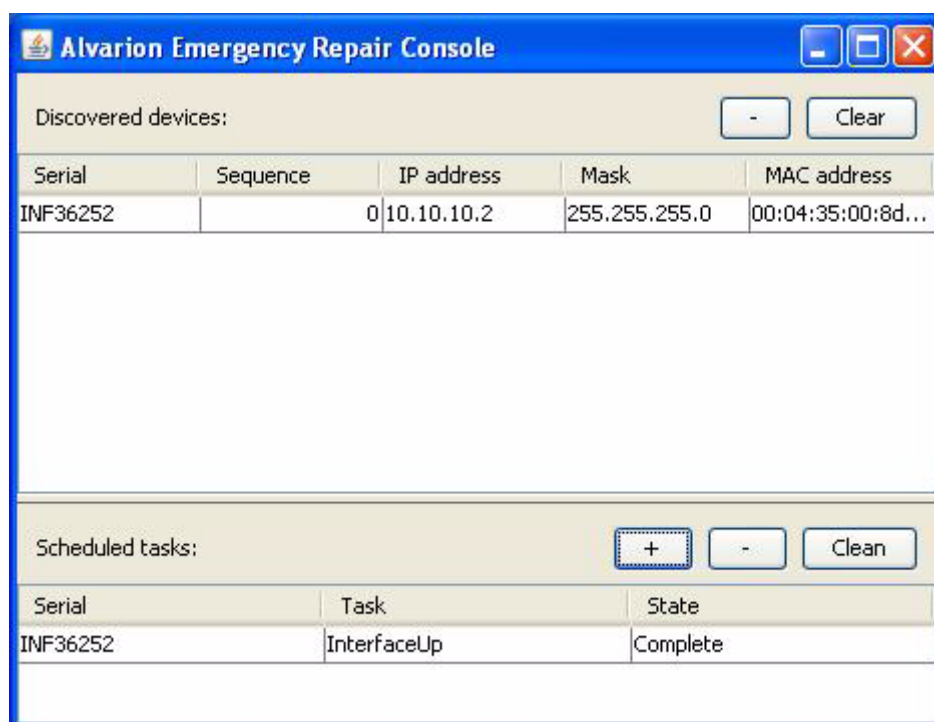 Alvarion Emergency Repair Console
Discovered devices: - Clear
Serial Sequence IP address Mask MAC address
INF36252 0 10.10.10.2 255.255.255.0 00:04:35:00:8d...
Scheduled tasks: + - Clean
Serial Task State
INF36252 InterfaceUp Complete